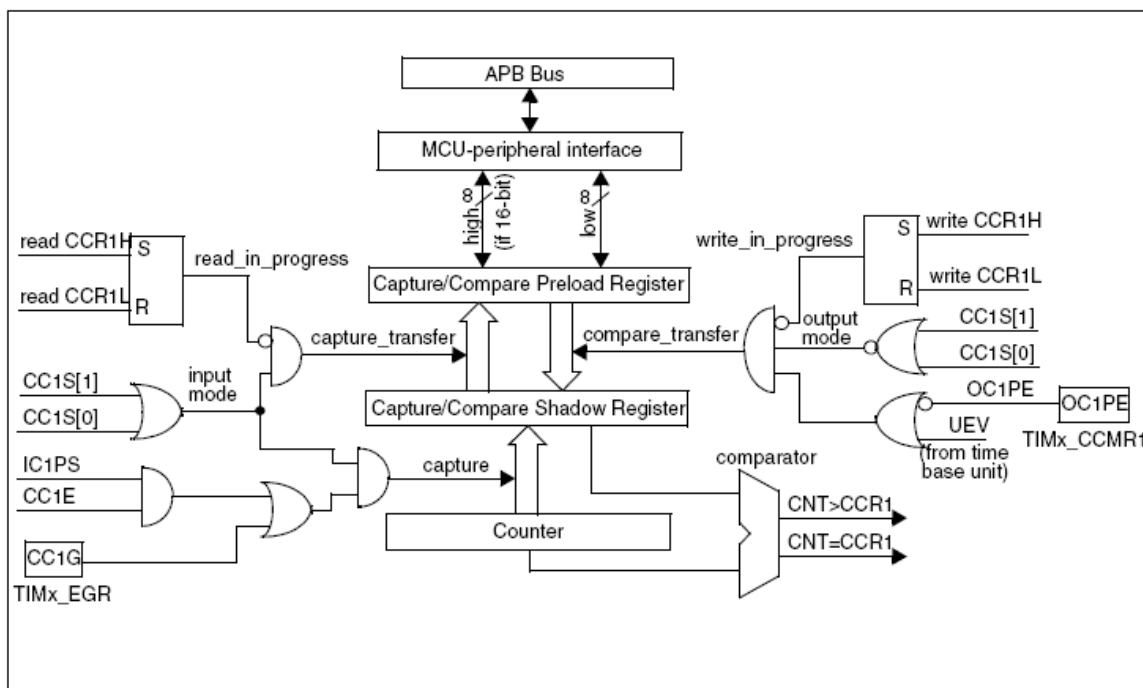 APB Bus
MCU-peripheral interface
8
high
(if 16-bit)
8
low
read CCR1H
S
read_in_progress
read CCR1L
R
write_in_progress
S
write CCR1H
R
write CCR1L
Capture/Compare Preload Register
capture_transfer
compare_transfer
output
mode
CC1S[1]
CC1S[0]
CC1S[1]
CC1S[0]
input
mode
Capture/Compare Shadow Register
OC1PE
OC1PE
UEV
TIMx_CCMR1
(from time
base unit)
IC1PS
CC1E
capture
comparator
CNT>CCR1
Counter
CNT=CCR1
CC1G
TIMx_EGR